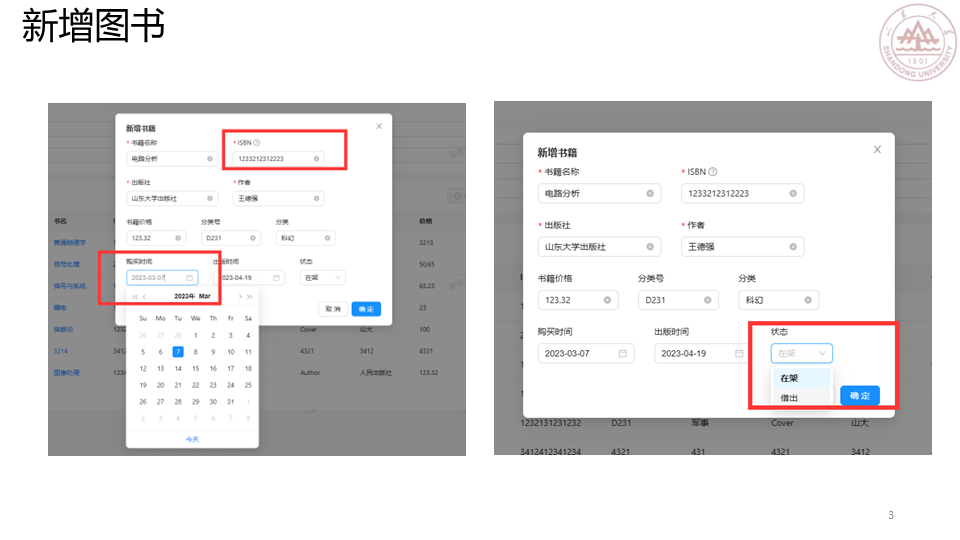 新增图书
SHANDONG UNIVERSITY
1901
新增书籍
* 书籍名称 * ISBN
电路分析 1233212312223
* 出版社 * 作者
山东大学出版社 王德强
书籍价格 分类号 分类
123.32 D231 科幻
购买时间 出版时间 状态
2023-03-07 2023-04-19 在架
取 消 确 定
2023年 Mar
Su Mo Tu We Th Fr Sa
26 27 28 1 2 3 4
5 6 7 8 9 10 11
12 13 14 15 16 17 18
19 20 21 22 23 24 25
26 27 28 29 30 31 1
2 3 4 5 6 7 8
今天
书名 价格
普通物理学 3213
信号处理 50.65
信号与系统 65.23
23
信息论 1232 Cover 山大 100
3214 3412 4321 3412 4321
图像处理 1234 Author 人民出版社 123.32
新增书籍
* 书籍名称 * ISBN
电路分析 1233212312223
* 出版社 * 作者
山东大学出版社 王德强
书籍价格 分类号 分类
123.32 D231 科幻
购买时间 出版时间 状态
2023-03-07 2023-04-19 在架
在架
借出
确 定
1232131231232 D231 军事 Cover 山大
3412412341234 4321 431 4321 3412
3